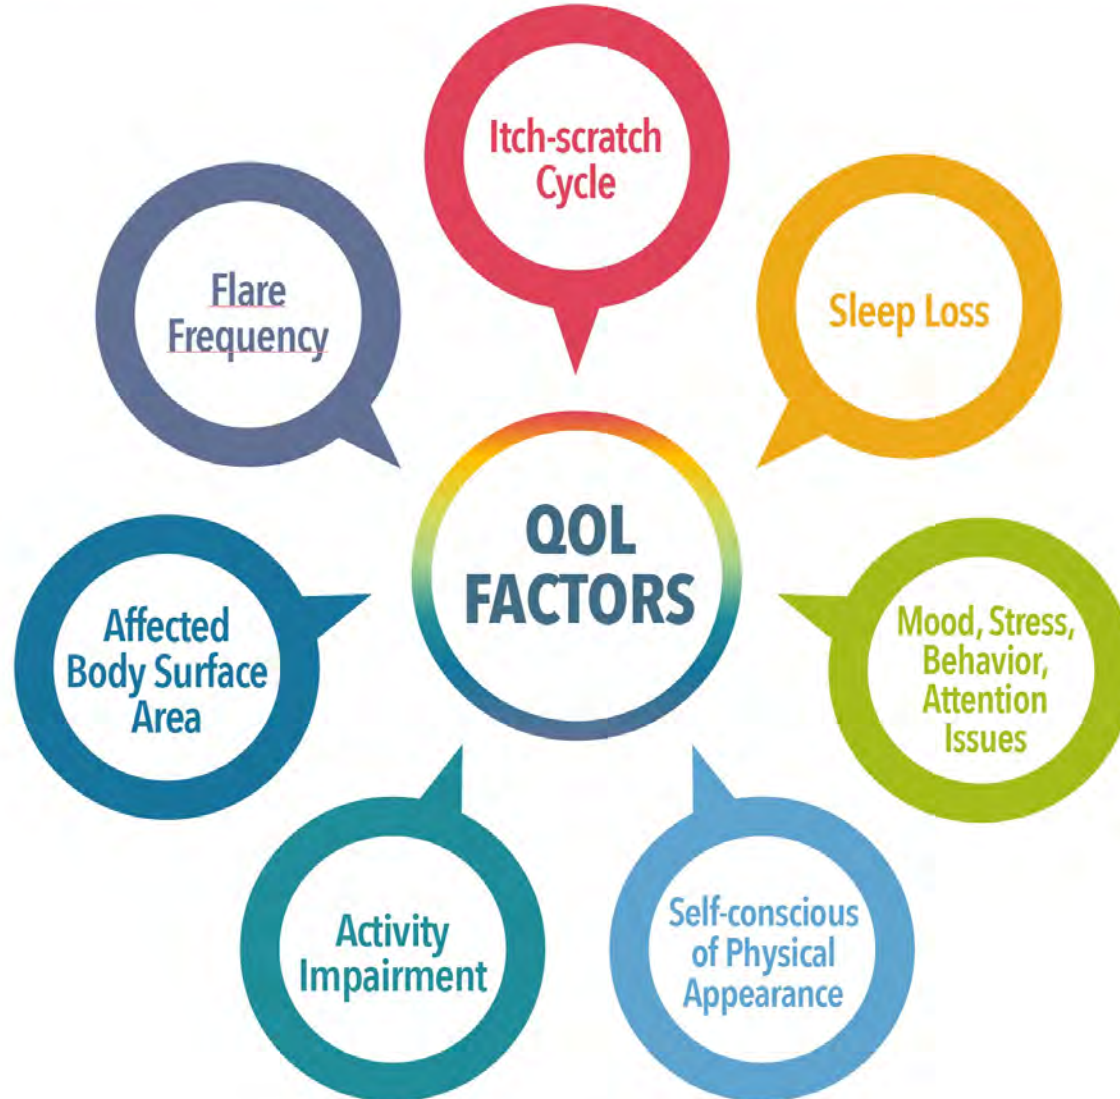 Itch-scratch
Cycle
Sleep Loss
Mood, Stress,
Behavior,
Attention
Issues
Self-conscious
of Physical
Appearance
Activity
Impairment
Affected
Body Surface
Area
Flare
Frequency
QOL
FACTORS